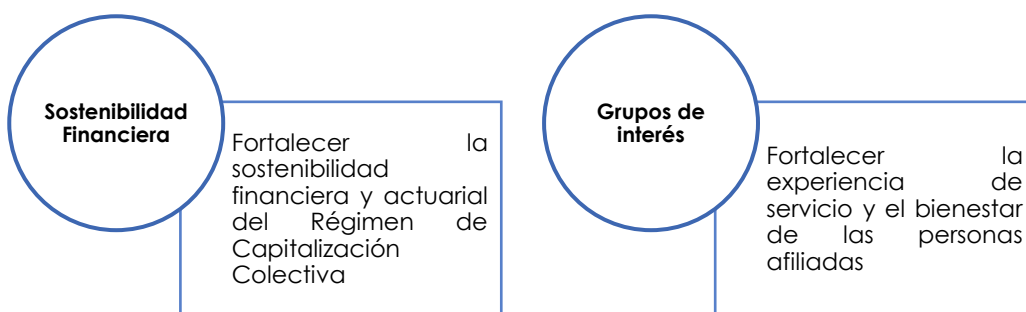 Sostenibilidad
Financiera
Fortalecer la
sostenibilidad
financiera y actuarial
del Régimen de
Capitalización
Colectiva
Grupos de
interés
Fortalecer la
experiencia de
servicio y el bienestar
de las personas
afiliadas